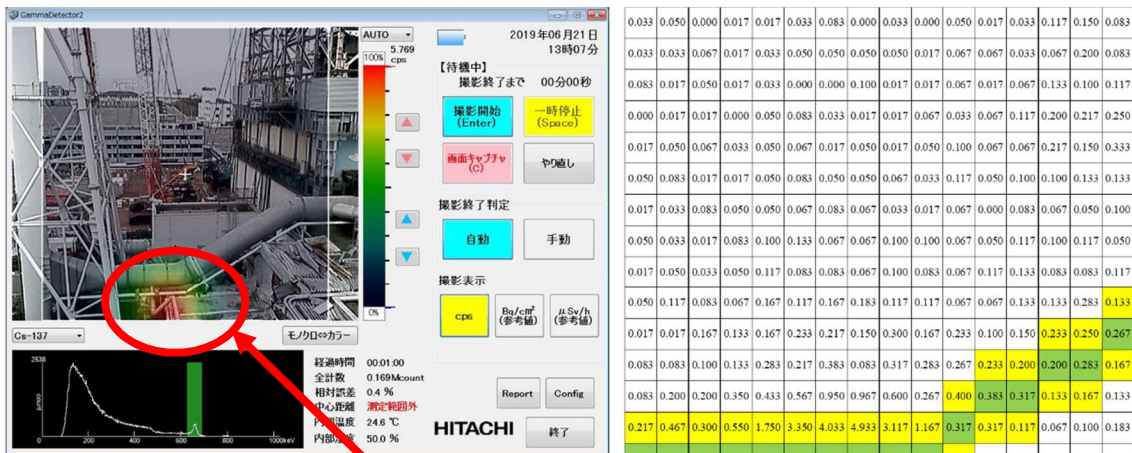 GammaDetector2
AUTO
5.769
cps
100%
0%
2019年06月21日
13時07分
【待機中】
撮影終了まで 00分00秒
撮影開始
(Enter)
一時停止
(Space)
画面キャプチャ
(C)
やり直し
撮影終了判定
自動
手動
撮影表示
cps
Bq/cm²
(参考値)
μSv/h
(参考値)
Cs-137
モノクロ⇔カラー
2538
count
0 200 400 600 800 1000keV
経過時間 00:01:00
全計数 0.169Mcount
相対誤差 0.4 %
中心距離 測定範囲外
内部温度 24.6 ℃
内部湿度 50.0 %
Report
Config
HITACHI
終了
0.033 0.050 0.000 0.017 0.017 0.033 0.083 0.000 0.033 0.000 0.050 0.017 0.033 0.117 0.150 0.083
0.033 0.033 0.067 0.017 0.033 0.050 0.050 0.050 0.050 0.017 0.067 0.067 0.033 0.067 0.200 0.083
0.083 0.017 0.050 0.017 0.033 0.000 0.000 0.100 0.017 0.017 0.067 0.017 0.067 0.133 0.100 0.117
0.000 0.017 0.017 0.000 0.050 0.083 0.033 0.017 0.017 0.067 0.033 0.067 0.117 0.200 0.217 0.250
0.017 0.050 0.067 0.033 0.050 0.067 0.017 0.050 0.017 0.050 0.100 0.067 0.067 0.217 0.150 0.333
0.050 0.083 0.017 0.017 0.050 0.083 0.050 0.050 0.067 0.033 0.117 0.050 0.100 0.100 0.133 0.133
0.017 0.033 0.083 0.050 0.050 0.067 0.083 0.067 0.033 0.017 0.067 0.000 0.083 0.067 0.050 0.100
0.050 0.033 0.017 0.083 0.100 0.133 0.067 0.067 0.100 0.100 0.067 0.050 0.117 0.100 0.117 0.050
0.017 0.050 0.033 0.050 0.117 0.083 0.083 0.067 0.100 0.083 0.067 0.117 0.133 0.083 0.083 0.117
0.050 0.117 0.083 0.067 0.167 0.117 0.167 0.183 0.117 0.117 0.067 0.067 0.133 0.133 0.283 0.133
0.017 0.017 0.167 0.133 0.167 0.233 0.217 0.150 0.300 0.167 0.233 0.100 0.150 0.233 0.250 0.267
0.083 0.083 0.100 0.133 0.283 0.217 0.383 0.083 0.317 0.283 0.267 0.233 0.200 0.200 0.283 0.167
0.083 0.200 0.200 0.350 0.433 0.567 0.950 0.967 0.600 0.267 0.400 0.383 0.317 0.133 0.167 0.133
0.217 0.467 0.300 0.550 1.750 3.350 4.033 4.933 3.117 1.167 0.317 0.317 0.117 0.067 0.100 0.183